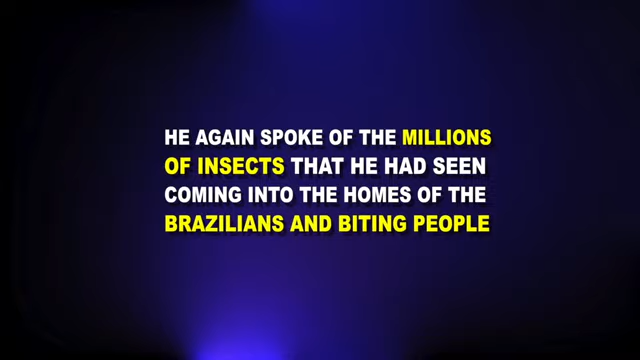 HE AGAIN SPOKE OF THE MILLIONS
OF INSECTS THAT HE HAD SEEN
COMING INTO THE HOMES OF THE
BRAZILIANS AND BITING PEOPLE